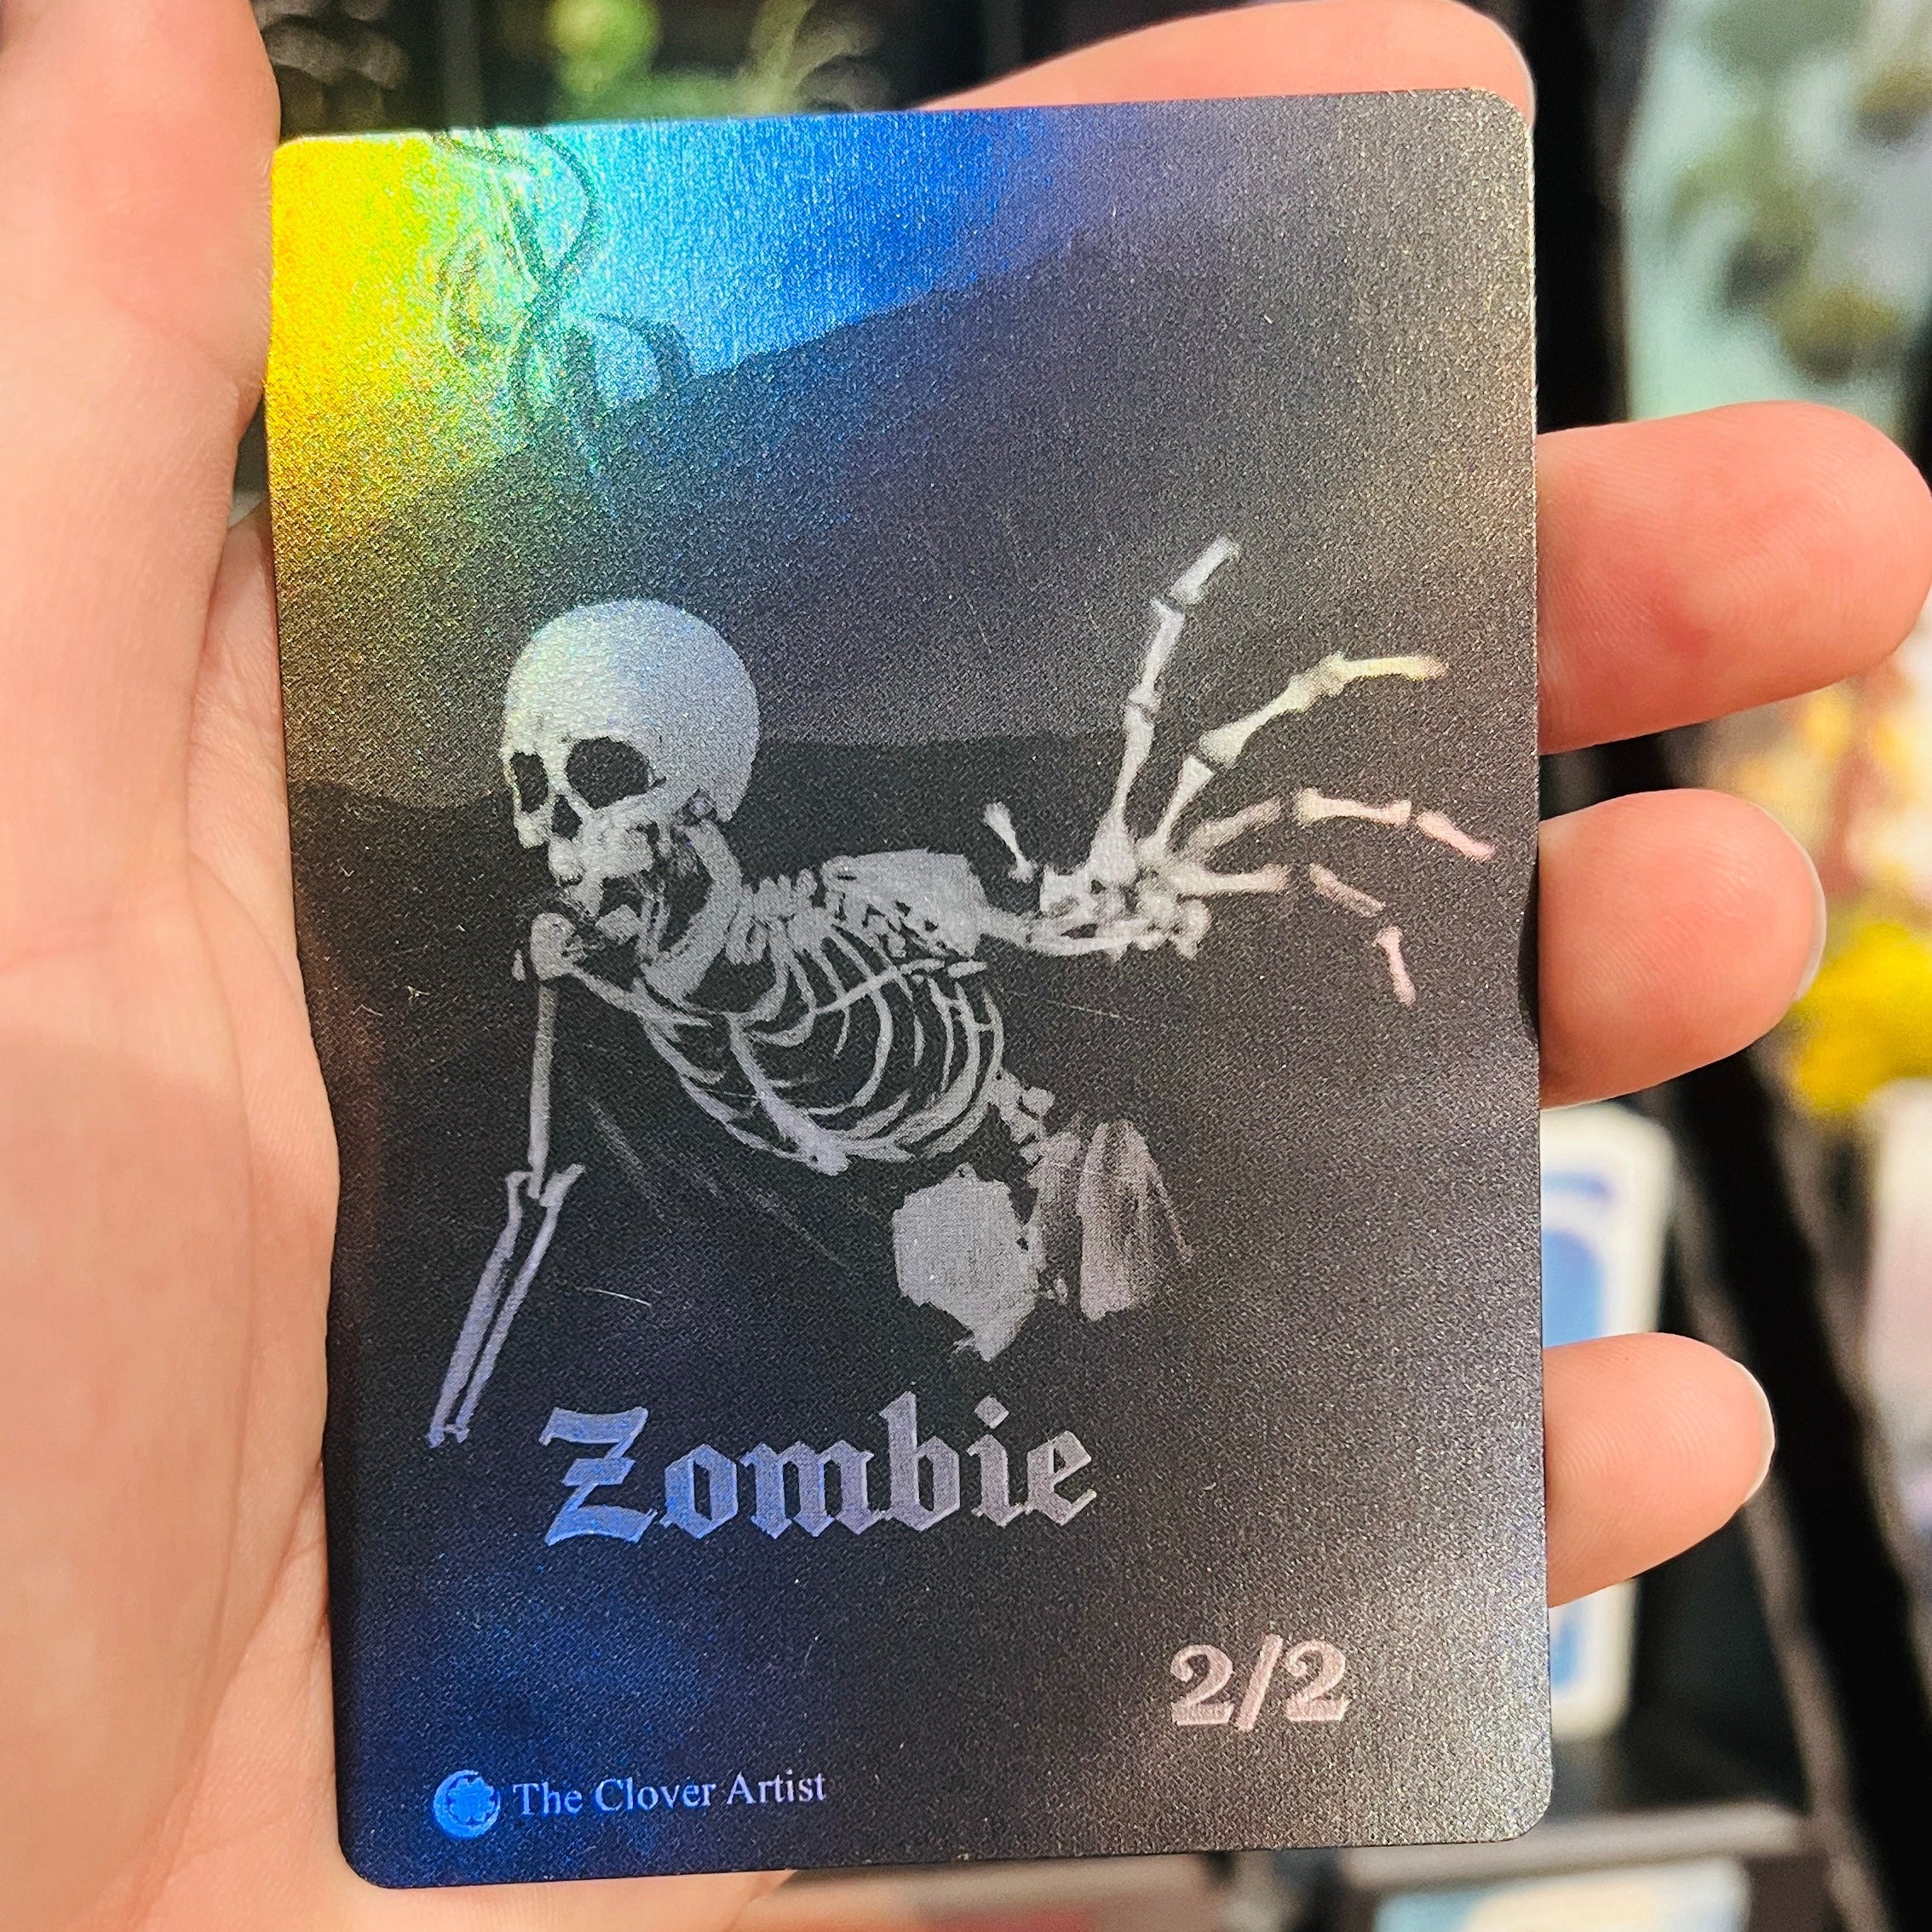 Zombie
2/2
The Clover Artist